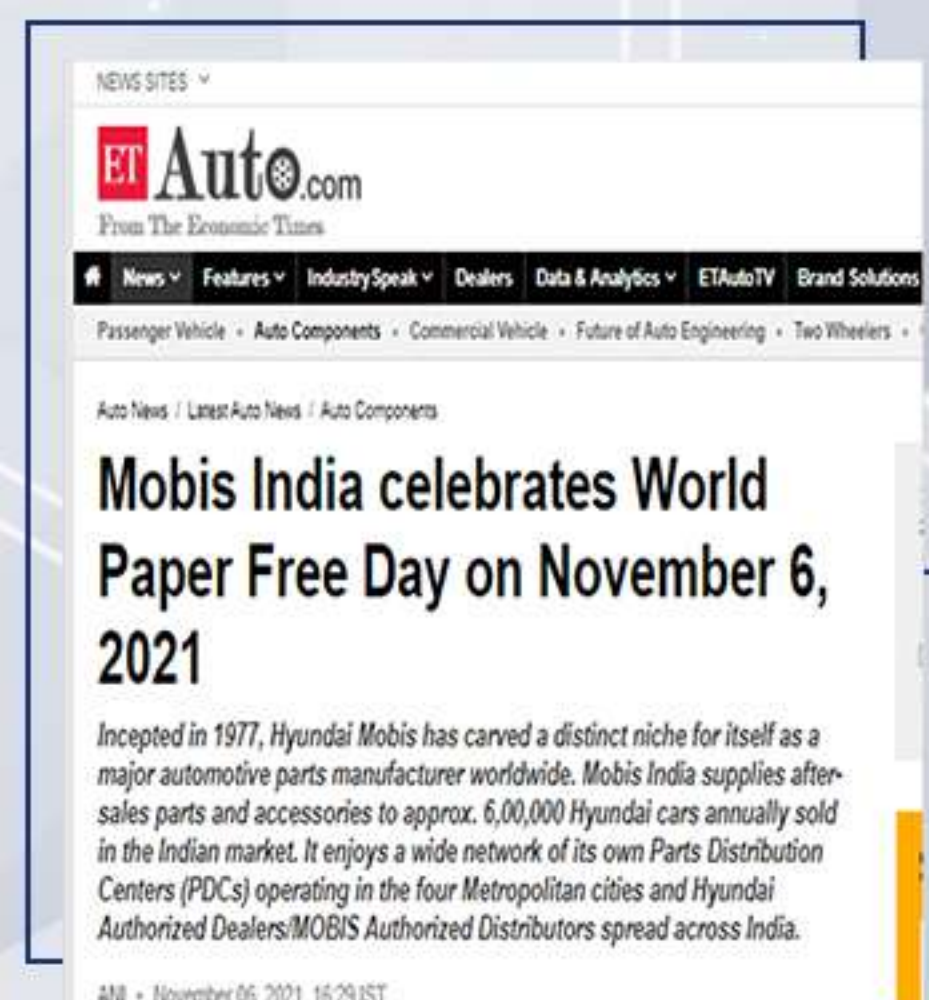 NEWS SITES
ET Auto.com
From The Economic Times
News Features Industry Speak Dealers Data & Analytics ETAutoTV Brand Solutions
Passenger Vehicle • Auto Components • Commercial Vehicle • Future of Auto Engineering • Two Wheelers •
Auto News / Latest Auto News / Auto Components
Mobis India celebrates World
Paper Free Day on November 6,
2021
Incepted in 1977, Hyundai Mobis has carved a distinct niche for itself as a
major automotive parts manufacturer worldwide. Mobis India supplies after-
sales parts and accessories to approx. 6,00,000 Hyundai cars annually sold
in the Indian market. It enjoys a wide network of its own Parts Distribution
Centers (PDCs) operating in the four Metropolitan cities and Hyundai
Authorized Dealers/MOBIS Authorized Distributors spread across India.
ANI • November 06, 2021, 16:29 IST